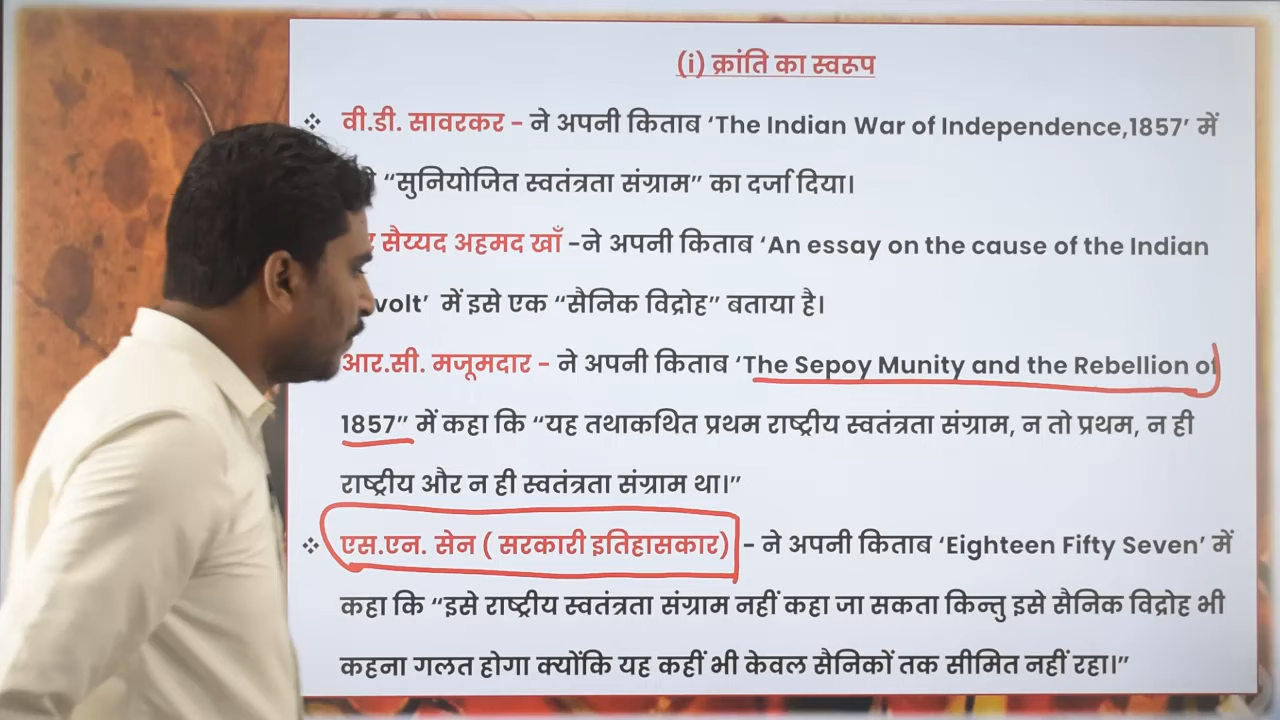 (i) क्रांति का स्वरूप
❖ वी.डी. सावरकर - ने अपनी किताब ‘The Indian War of Independence,1857’ में
“सुनियोजित स्वतंत्रता संग्राम” का दर्जा दिया।
सैय्यद अहमद खाँ -ने अपनी किताब ‘An essay on the cause of the Indian
में इसे एक “सैनिक विद्रोह” बताया है।
आर.सी. मजूमदार - ने अपनी किताब ‘The Sepoy Munity and the Rebellion of
1857” में कहा कि “यह तथाकथित प्रथम राष्ट्रीय स्वतंत्रता संग्राम, न तो प्रथम, न ही
राष्ट्रीय और न ही स्वतंत्रता संग्राम था।”
❖ एस.एन. सेन ( सरकारी इतिहासकार) - ने अपनी किताब ‘Eighteen Fifty Seven’ में
कहा कि “इसे राष्ट्रीय स्वतंत्रता संग्राम नहीं कहा जा सकता किन्तु इसे सैनिक विद्रोह भी
कहना गलत होगा क्योंकि यह कहीं भी केवल सैनिकों तक सीमित नहीं रहा।”